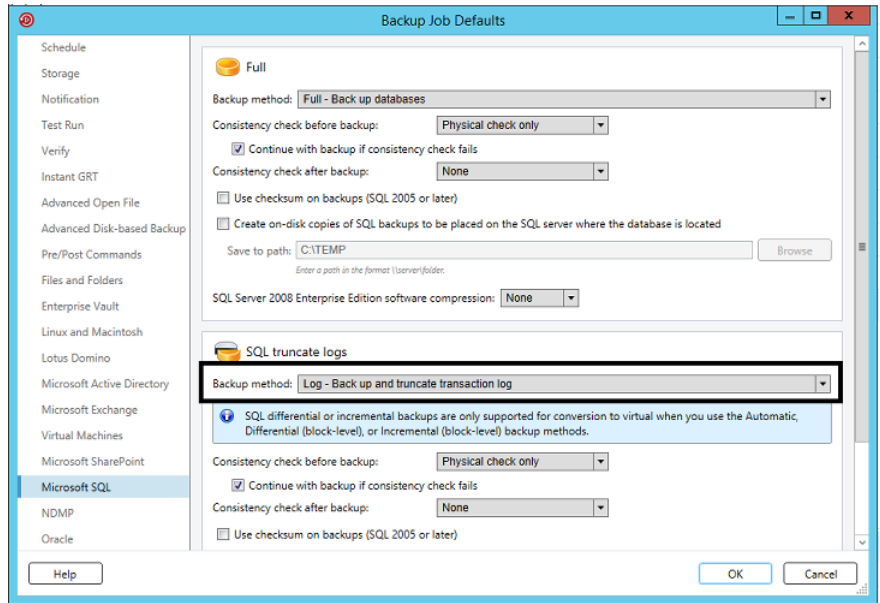 Backup Job Defaults
Schedule
Storage
Notification
Test Run
Verify
Instant GRT
Advanced Open File
Advanced Disk-based Backup
Pre/Post Commands
Files and Folders
Enterprise Vault
Linux and Macintosh
Lotus Domino
Microsoft Active Directory
Microsoft Exchange
Virtual Machines
Microsoft SharePoint
Microsoft SQL
NDMP
Oracle
Full
Backup method: Full - Back up databases
Consistency check before backup: Physical check only
Continue with backup if consistency check fails
Consistency check after backup: None
Use checksum on backups (SQL 2005 or later)
Create on-disk copies of SQL backups to be placed on the SQL server where the database is located
Save to path: C:\TEMP Browse
Enter a path in the format \\server\folder.
SQL Server 2008 Enterprise Edition software compression: None
SQL truncate logs
Backup method: Log - Back up and truncate transaction log
SQL differential or incremental backups are only supported for conversion to virtual when you use the Automatic,
Differential (block-level), or Incremental (block-level) backup methods.
Consistency check before backup: Physical check only
Continue with backup if consistency check fails
Consistency check after backup: None
Use checksum on backups (SQL 2005 or later)
Help OK Cancel